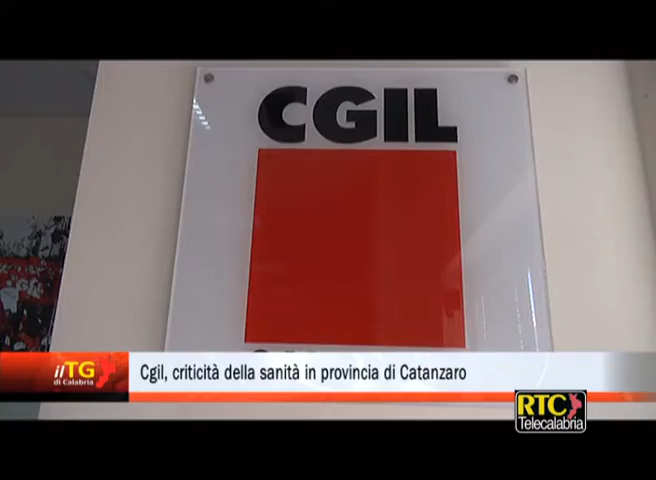 CGIL
ilTG
di Calabria
Cgil, criticità della sanità in provincia di Catanzaro
RTC
Telecalabria